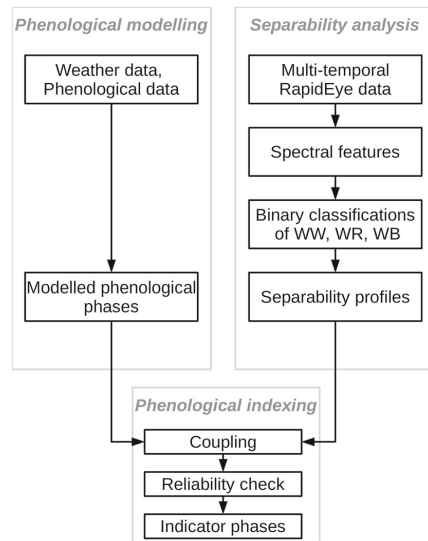 Phenological modelling
Weather data,
Phenological data
Modelled phenological
phases
Separability analysis
Multi-temporal
RapidEye data
Spectral features
Binary classifications
of WW, WR, WB
Separability profiles
Phenological indexing
Coupling
Reliability check
Indicator phases